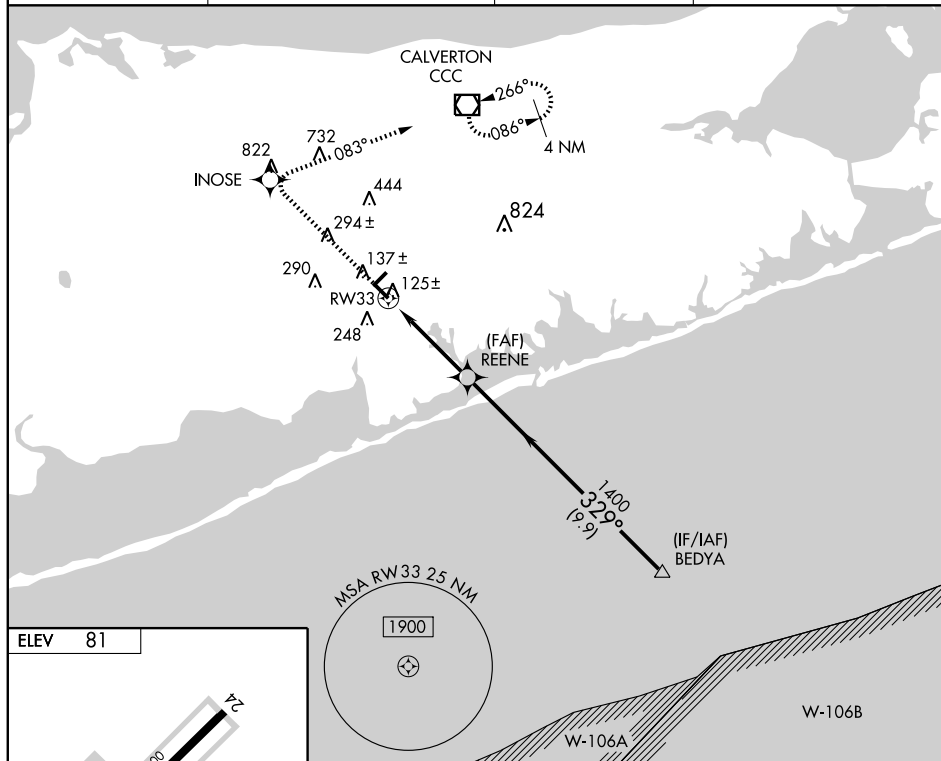 CALVERTON
CCC
266°
086°
4 NM
732
083°
822
INOSE
444
824
294 ±
137 ±
290
125±
RW33
248
(FAF)
REENE
1400
329°
(9.9)
(IF/IAF)
BEDYA
MSA RW33 25 NM
1900
ELEV 81
24
W-106B
W-106A